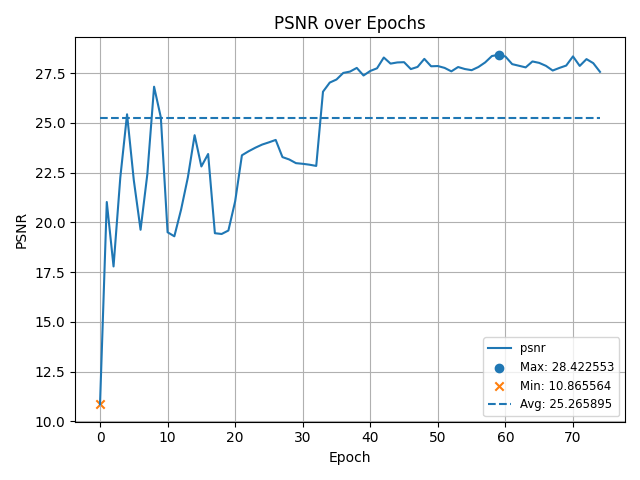 PSNR over Epochs
PSNR
27.5
25.0
22.5
20.0
17.5
15.0
12.5
10.0
0 10 20 30 40 50 60 70
Epoch
psnr
Max: 28.422553
Min: 10.865564
Avg: 25.265895